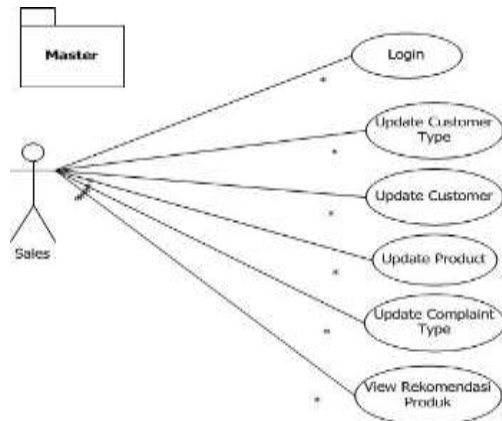 Master
Login
*
Update Customer
Type
*
Update Customer
*
Sales
Update Product
*
Update Complaint
Type
*
View Rekomendasi
Produk
*